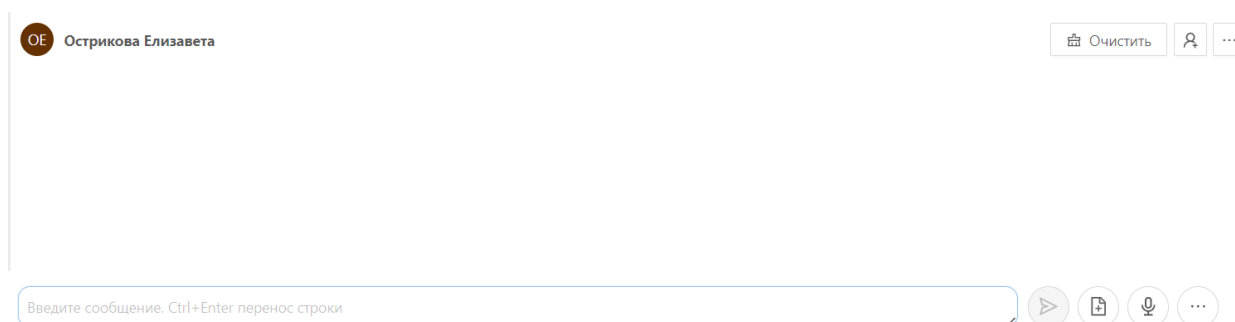 ОЕ Острикова Елизавета Очистить
Введите сообщение. Ctrl+Enter перенос строки